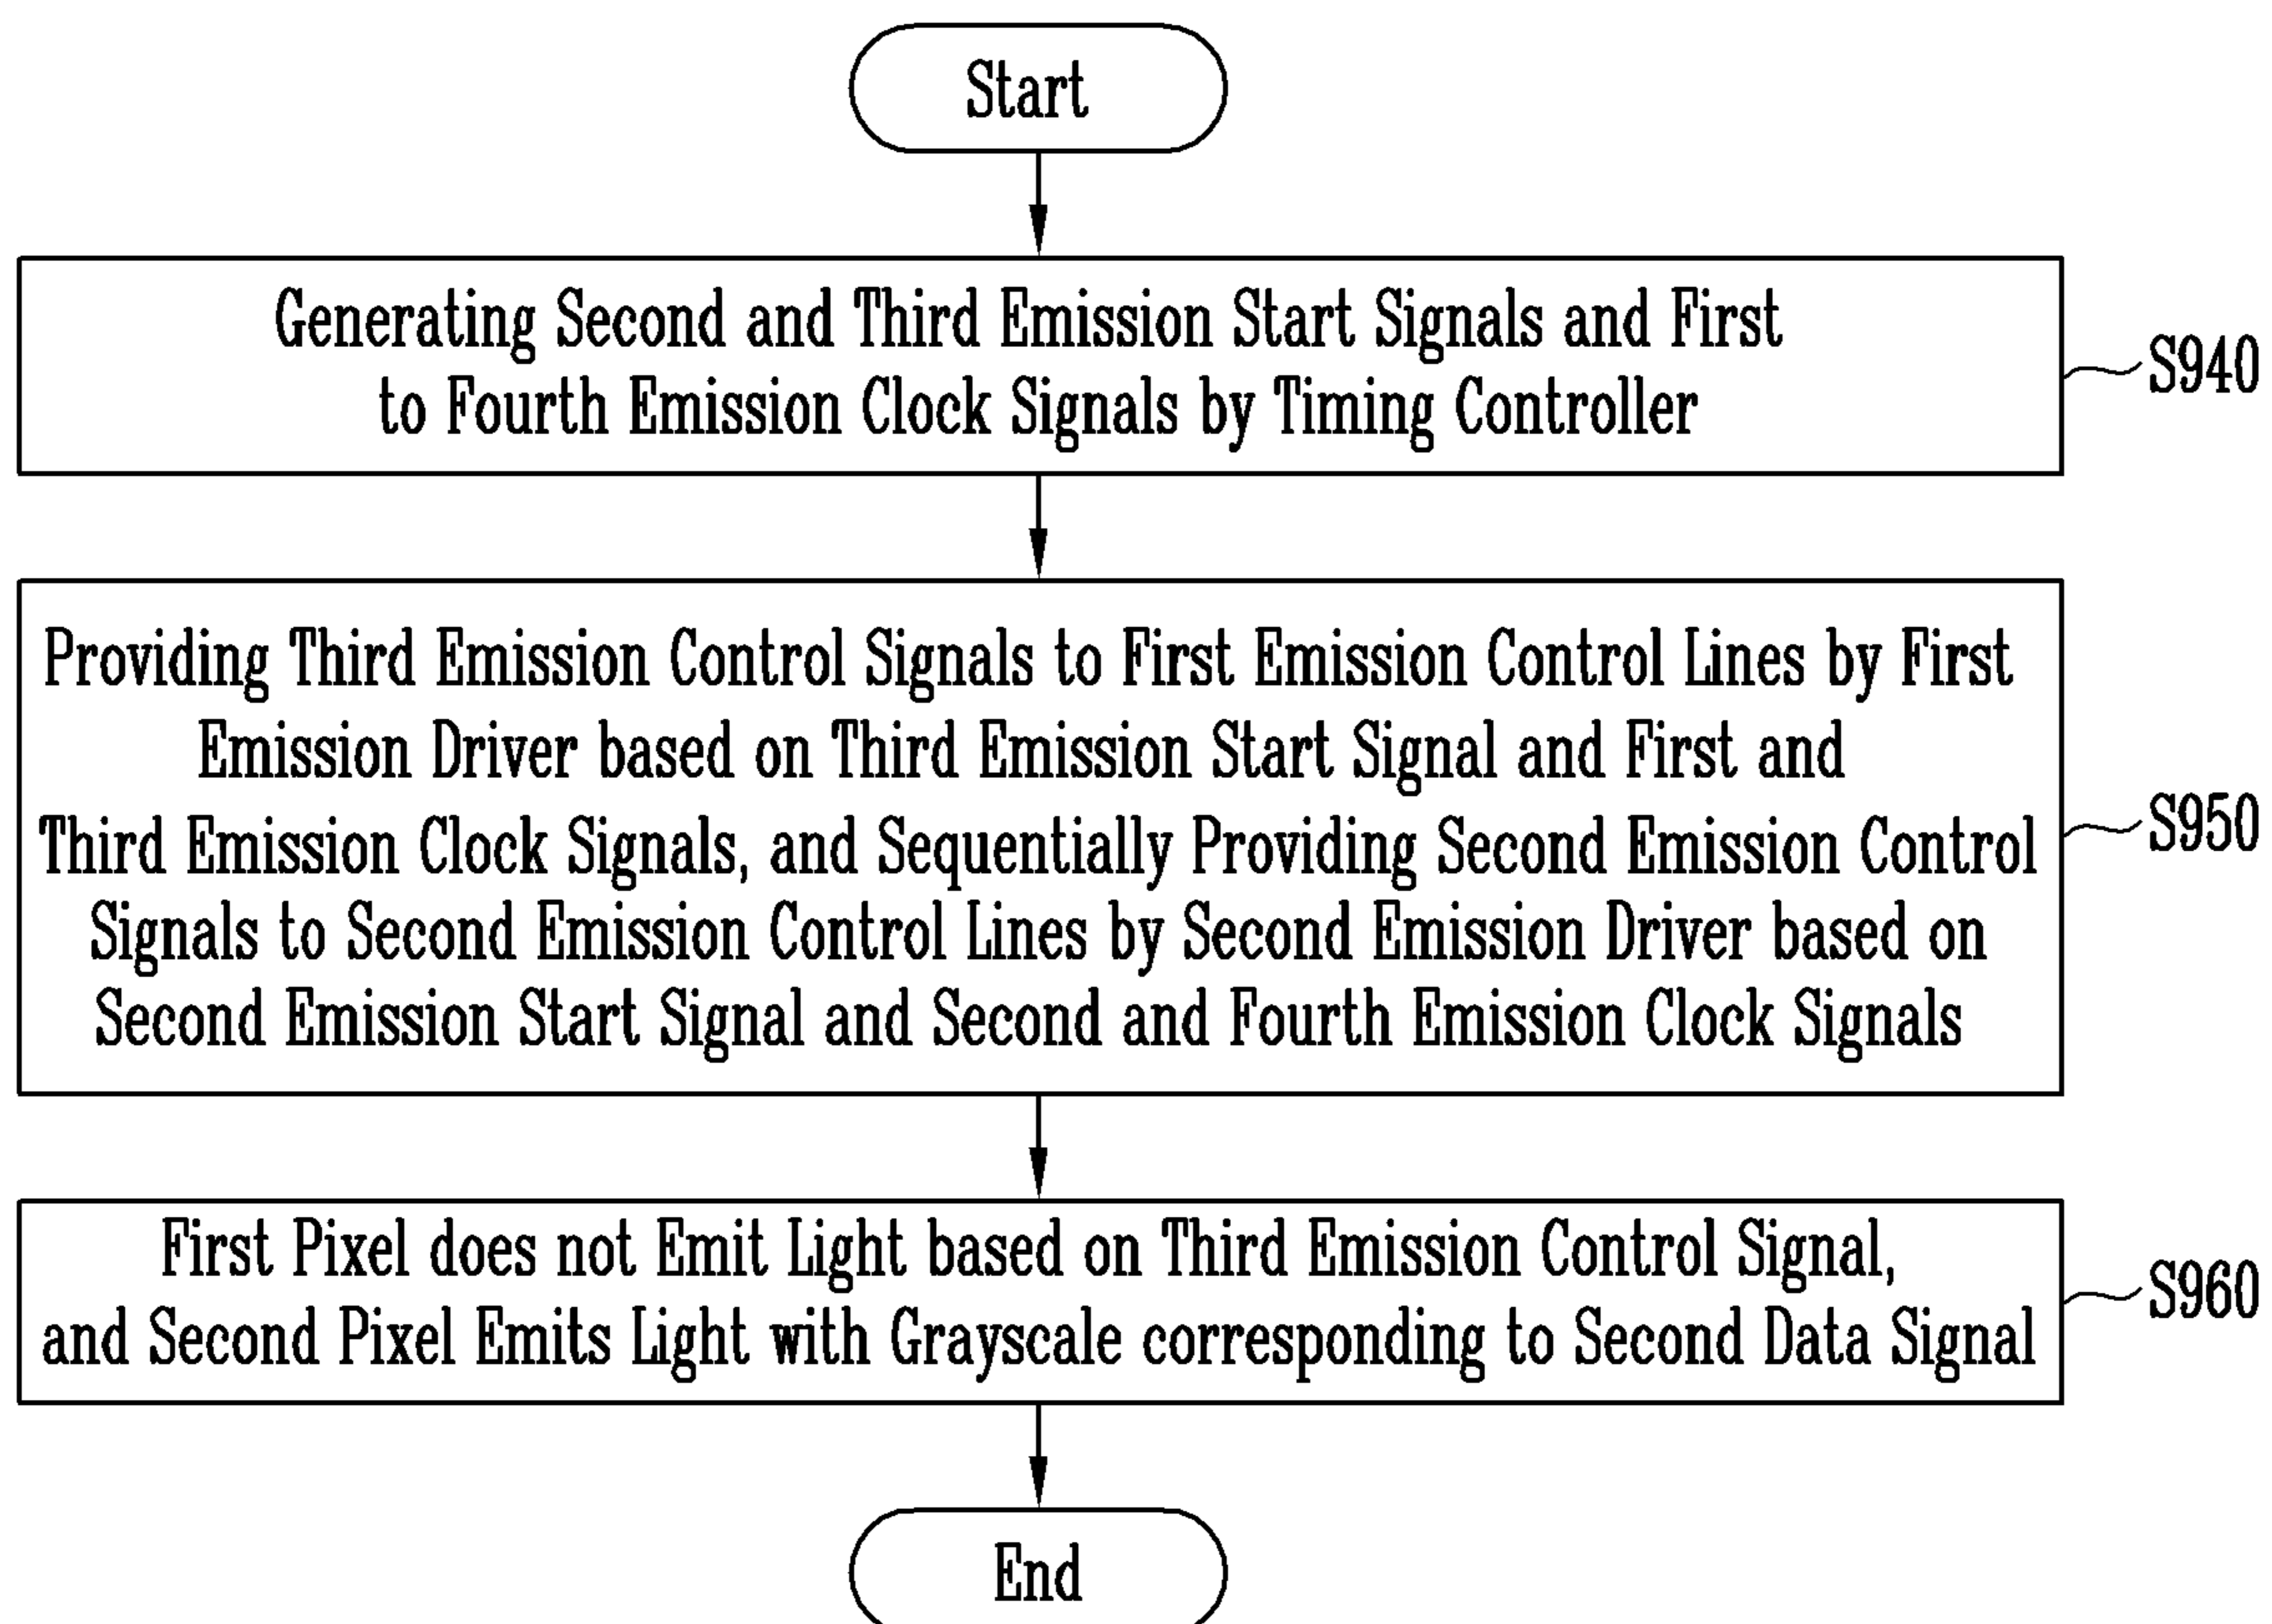 Start
Generating Second and Third Emission Start Signals and First
to Fourth Emission Clock Signals by Timing Controller
S940
Providing Third Emission Control Signals to First Emission Control Lines by First
Emission Driver based on Third Emission Start Signal and First and
Third Emission Clock Signals, and Sequentially Providing Second Emission Control
Signals to Second Emission Control Lines by Second Emission Driver based on
Second Emission Start Signal and Second and Fourth Emission Clock Signals
S950
First Pixel does not Emit Light based on Third Emission Control Signal,
and Second Pixel Emits Light with Grayscale corresponding to Second Data Signal
S960
End